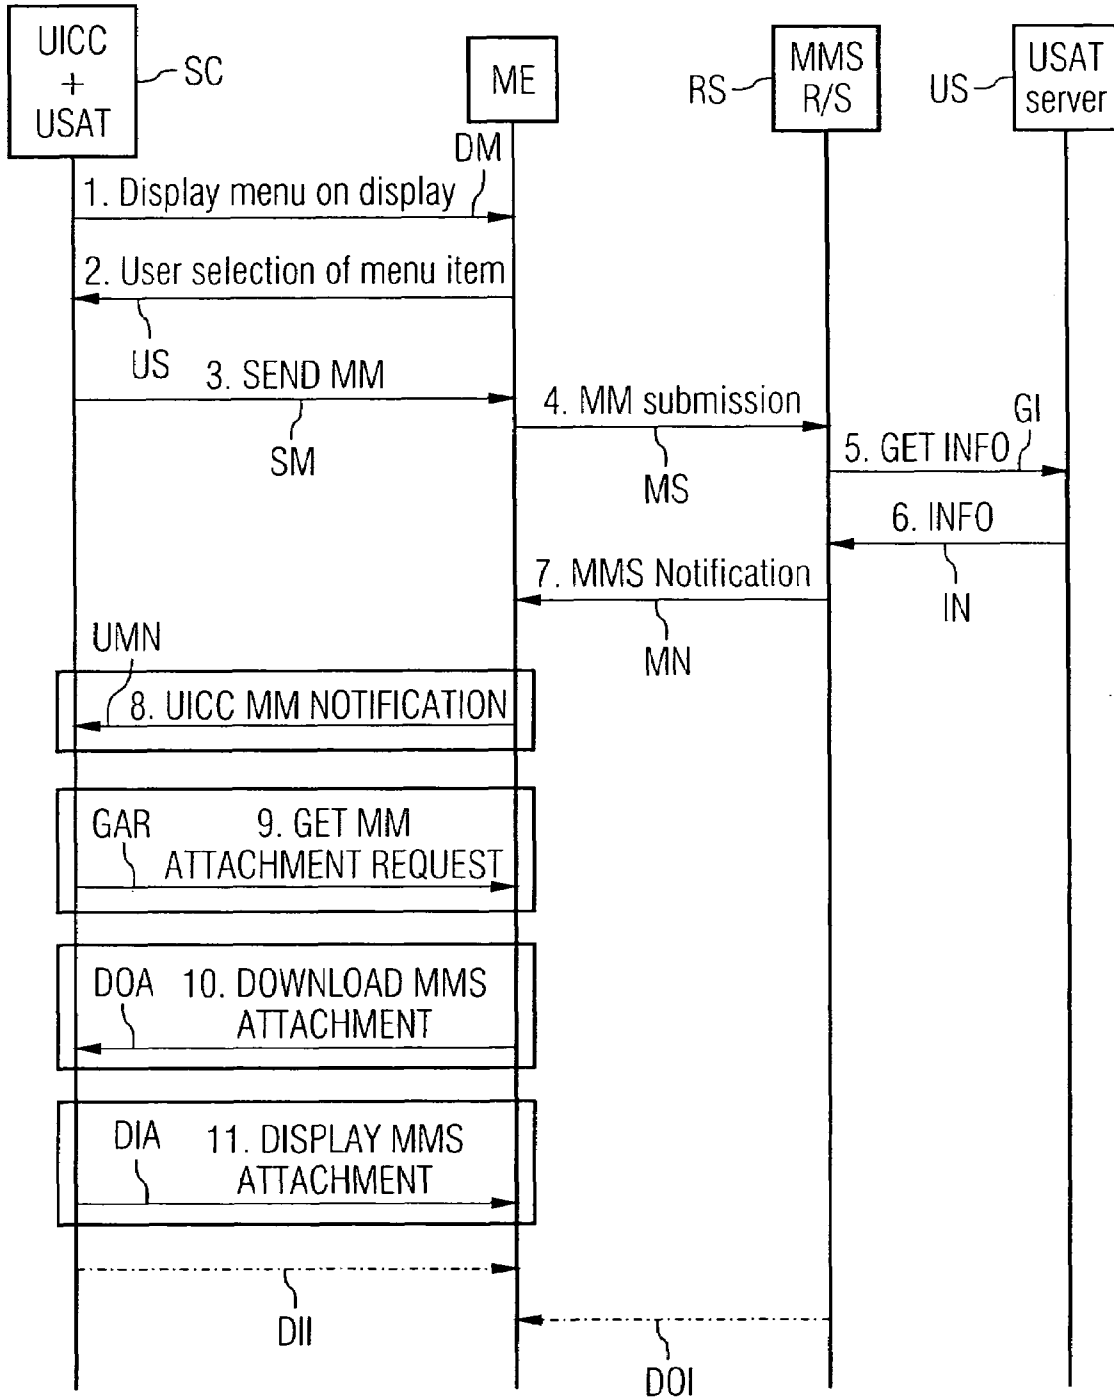 UICC
+
USAT
SC
ME
RS
MMS
R/S
US
USAT
server
DM
1. Display menu on display
2. User selection of menu item
US
3. SEND MM
SM
4. MM submission
MS
GI
5. GET INFO
6. INFO
IN
7. MMS Notification
MN
UMN
8. UICC MM NOTIFICATION
GAR
9. GET MM
ATTACHMENT REQUEST
DOA
10. DOWNLOAD MMS
ATTACHMENT
DIA
11. DISPLAY MMS
ATTACHMENT
DII
DOI